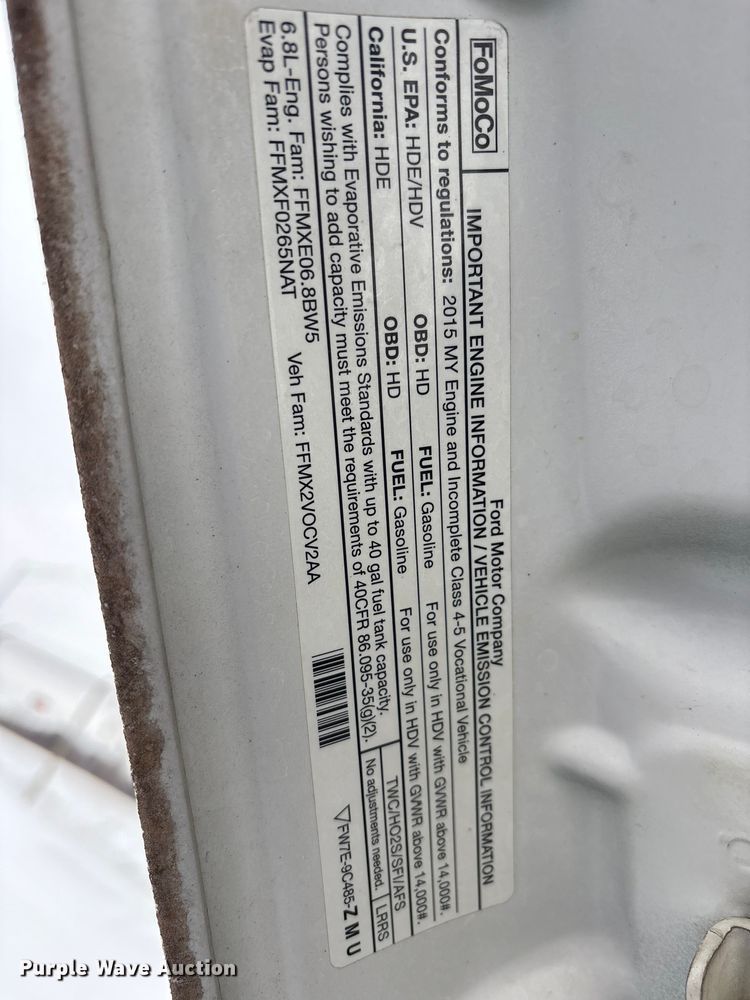 FoMoCo
Ford Motor Company
IMPORTANT ENGINE INFORMATION / VEHICLE EMISSION CONTROL INFORMATION
Conforms to regulations: 2015 MY Engine and Incomplete Class 4-5 Vocational Vehicle
U.S. EPA: HDE/HDV OBD: HD FUEL: Gasoline For use only in HDV with GVWR above 14,000#.
California: HDE OBD: HD FUEL: Gasoline For use only in HDV with GVWR above 14,000#.
Complies with Evaporative Emissions Standards with up to 40 gal fuel tank capacity.
Persons wishing to add capacity must meet the requirements of 40CFR 86.095-35(g)(2).
TWC/HO2S/SFI/AFS
No adjustments needed. LRRS
6.8L-Eng. Fam: FFMXE06.8BW5
Evap Fam: FFMXF0265NAT Veh Fam: FFMX2VOCV2AA
▽FW7E-9C485-Z M U
Purple Wave Auction